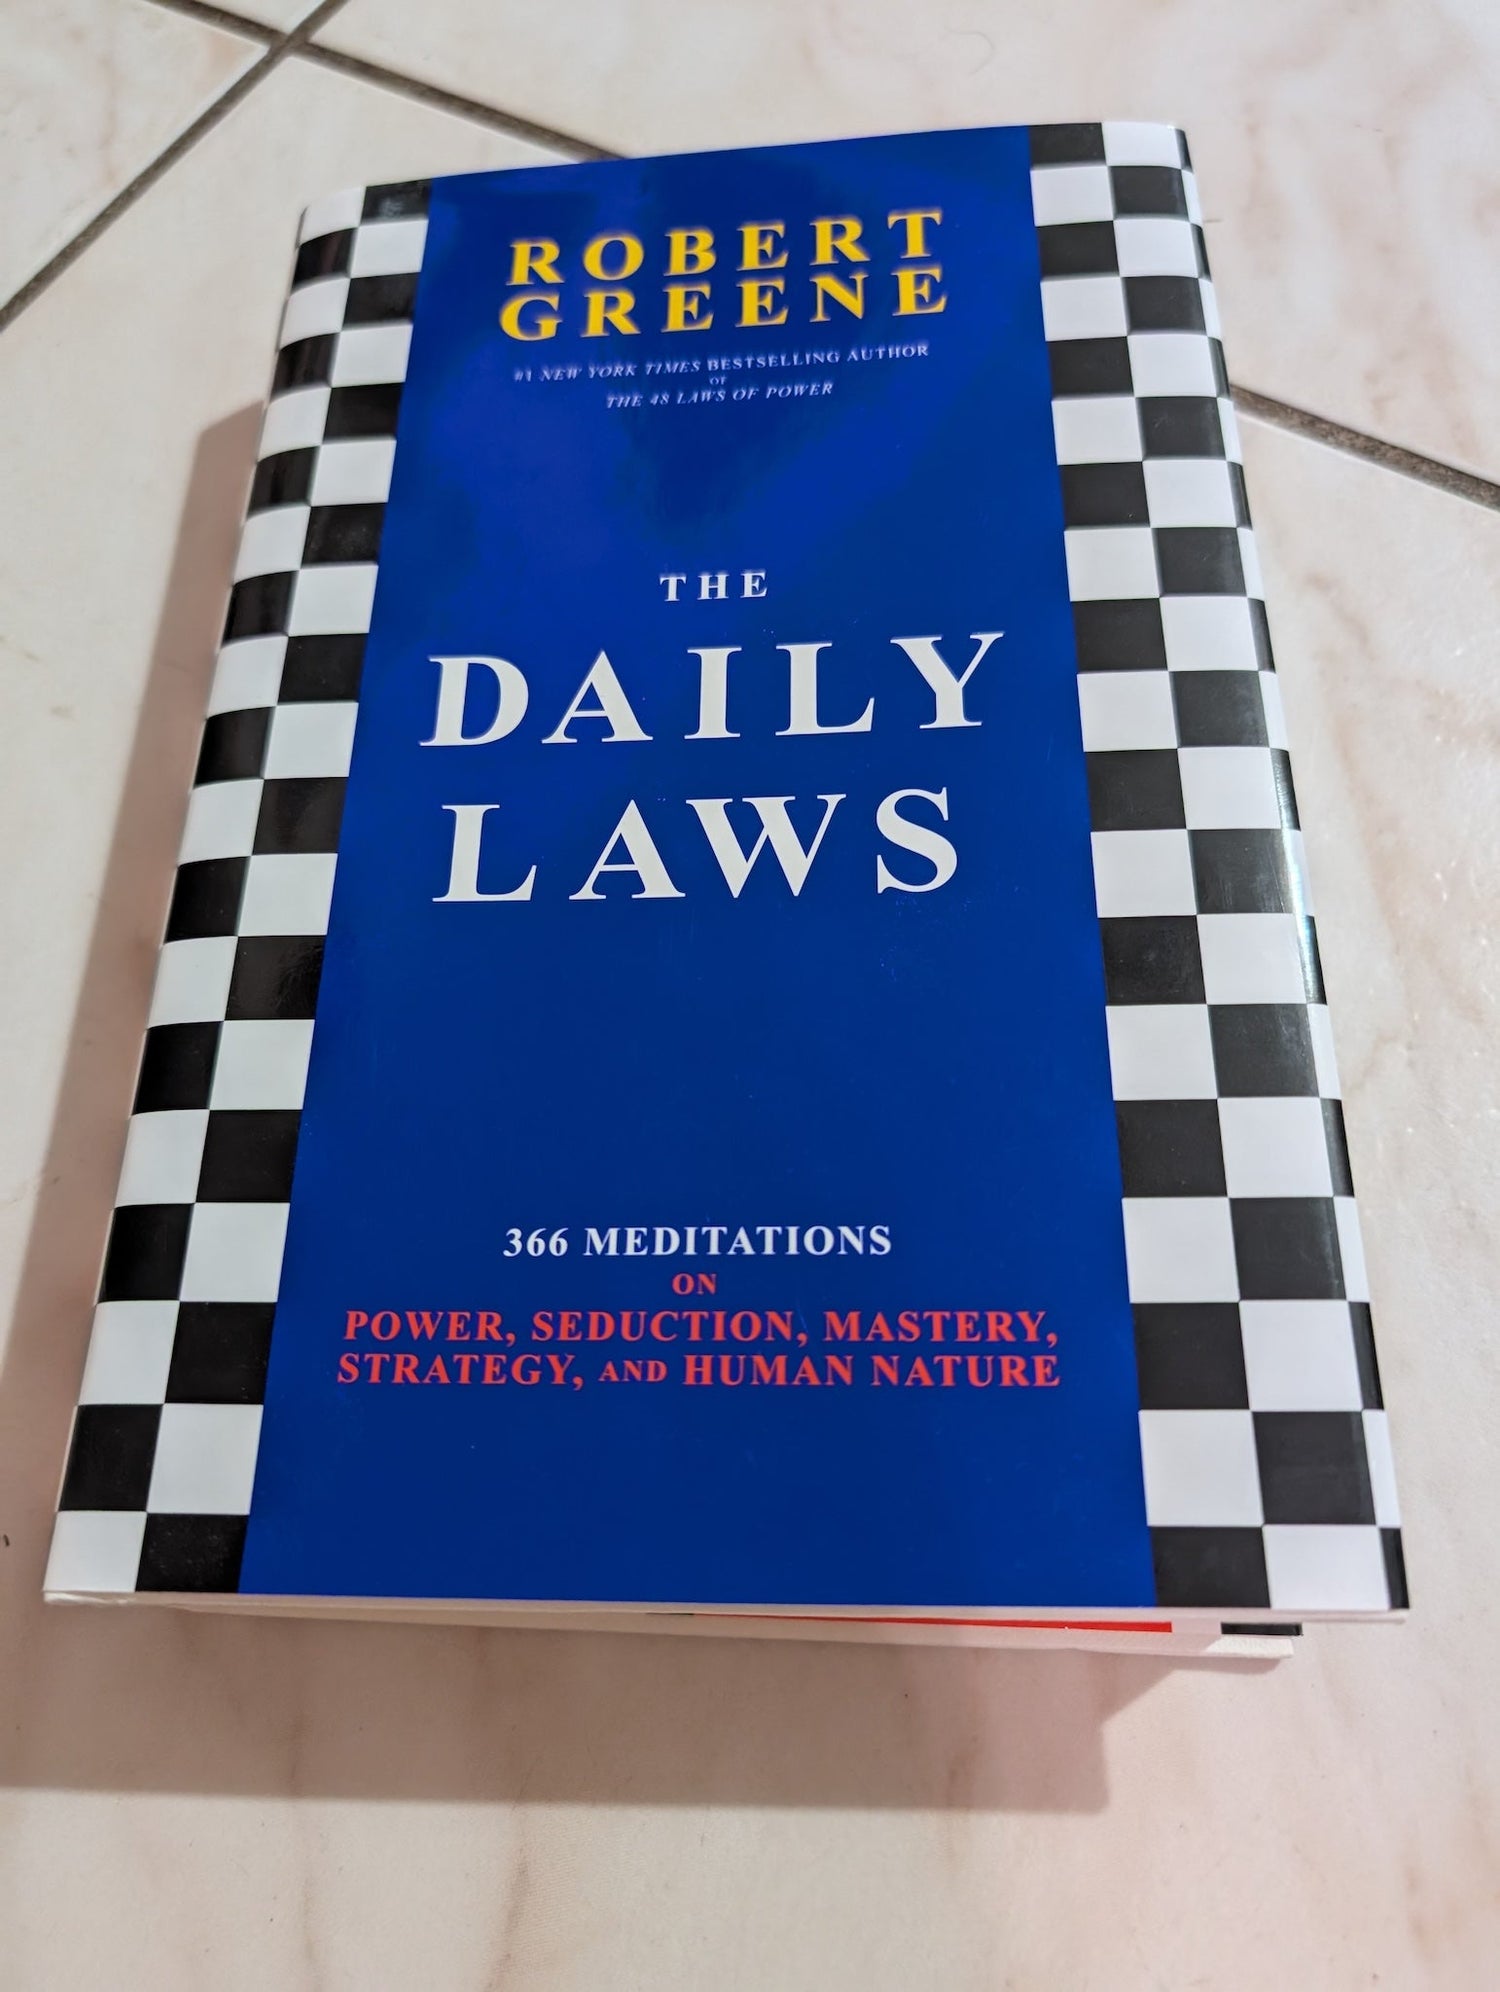 ROBERT
GREENE
#1 NEW YORK TIMES BESTSELLING AUTHOR
OF
THE 48 LAWS OF POWER
THE
DAILY
LAWS
366 MEDITATIONS
ON
POWER, SEDUCTION, MASTERY,
STRATEGY, AND HUMAN NATURE